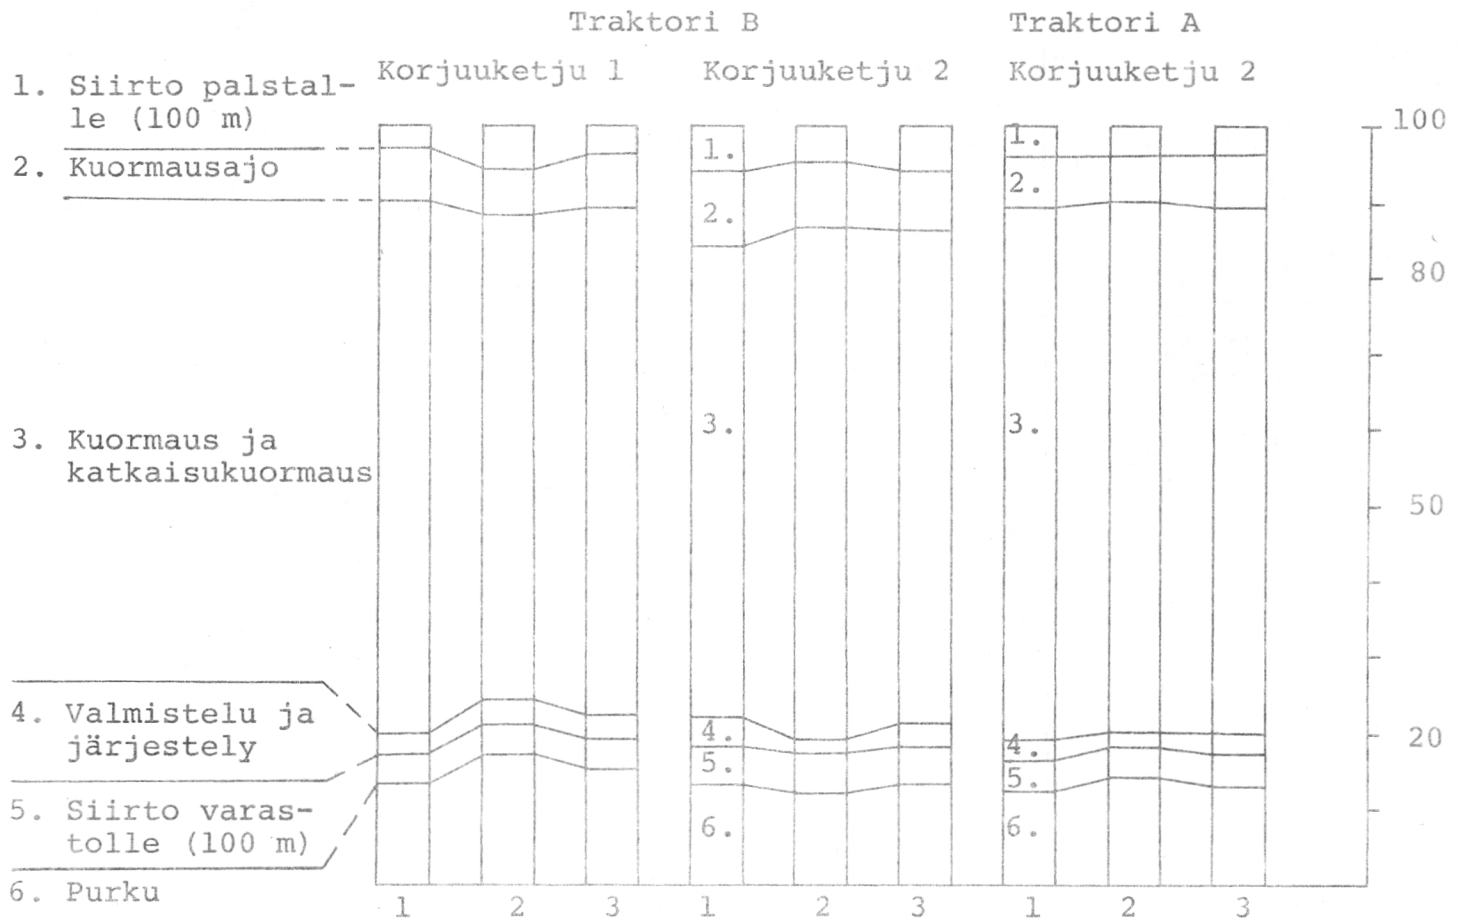 Traktori B
Traktori A
Korjuuketju 1
Korjuuketju 2
Korjuuketju 2
1. Siirto palstal-
le (100 m)
2. Kuormausajo
3. Kuormaus ja
katkaisukuormaus
4. Valmistelu ja
järjestely
5. Siirto varas-
tolle (100 m)
6. Purku
1.
2.
3.
4.
5.
6.
1.
2.
3.
4.
5.
6.
100
80
50
20
1 2 3
1 2 3
1 2 3